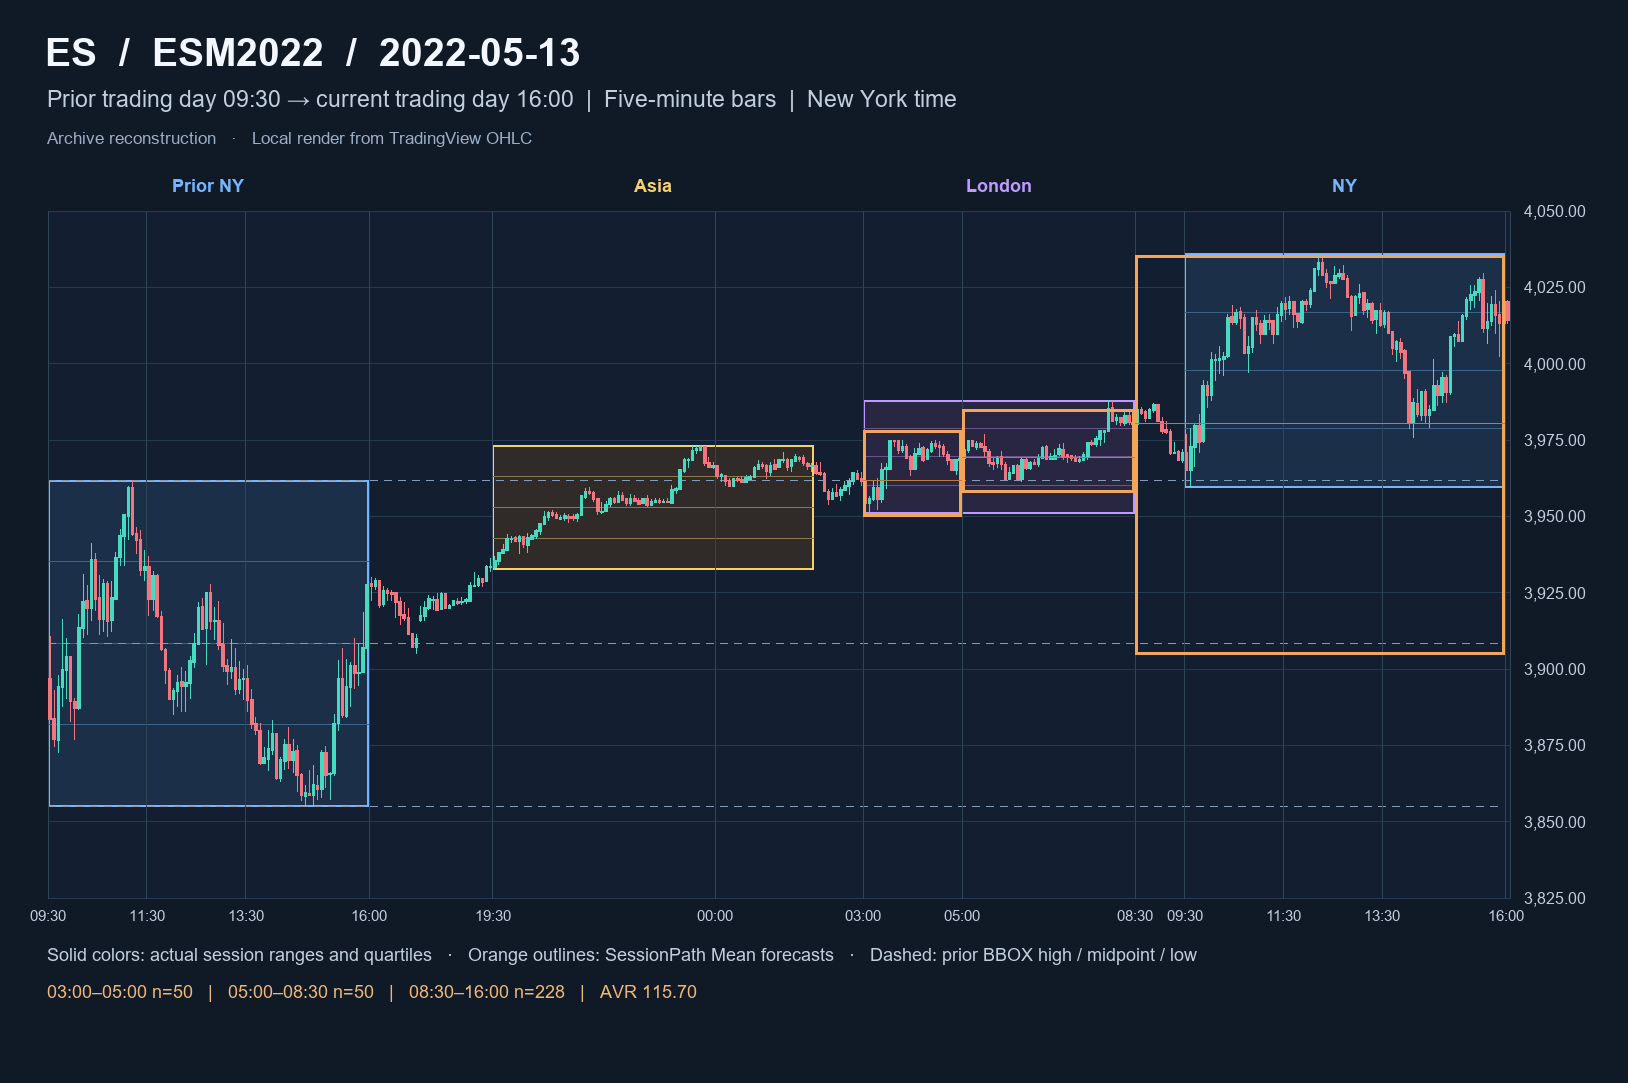 ES / ESM2022 / 2022-05-13
Prior trading day 09:30 → current trading day 16:00 | Five-minute bars | New York time
Archive reconstruction · Local render from TradingView OHLC
Prior NY Asia London NY
4,050.00
4,025.00
4,000.00
3,975.00
3,950.00
3,925.00
3,900.00
3,875.00
3,850.00
3,825.00
09:30 11:30 13:30 16:00 19:30 00:00 03:00 05:00 08:30 09:30 11:30 13:30 16:00
Solid colors: actual session ranges and quartiles · Orange outlines: SessionPath Mean forecasts · Dashed: prior BBOX high / midpoint / low
03:00–05:00 n=50 | 05:00–08:30 n=50 | 08:30–16:00 n=228 | AVR 115.70